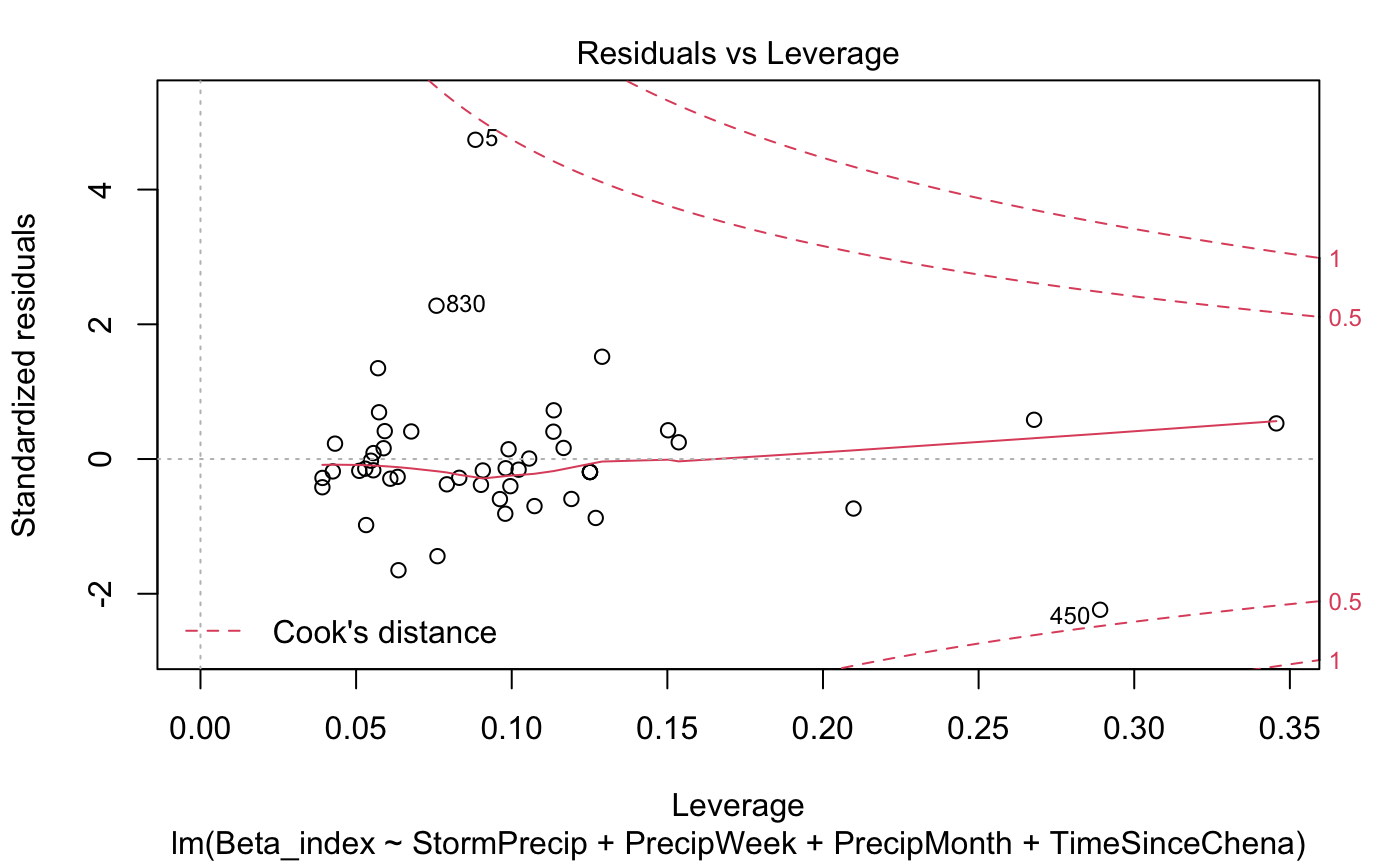 Residuals vs Leverage
Standardized residuals
4
2
0
-2
5
830
450
1
0.5
0.5
1
Cook's distance
0.00 0.05 0.10 0.15 0.20 0.25 0.30 0.35
Leverage
lm(Beta_index ~ StormPrecip + PrecipWeek + PrecipMonth + TimeSinceChena)